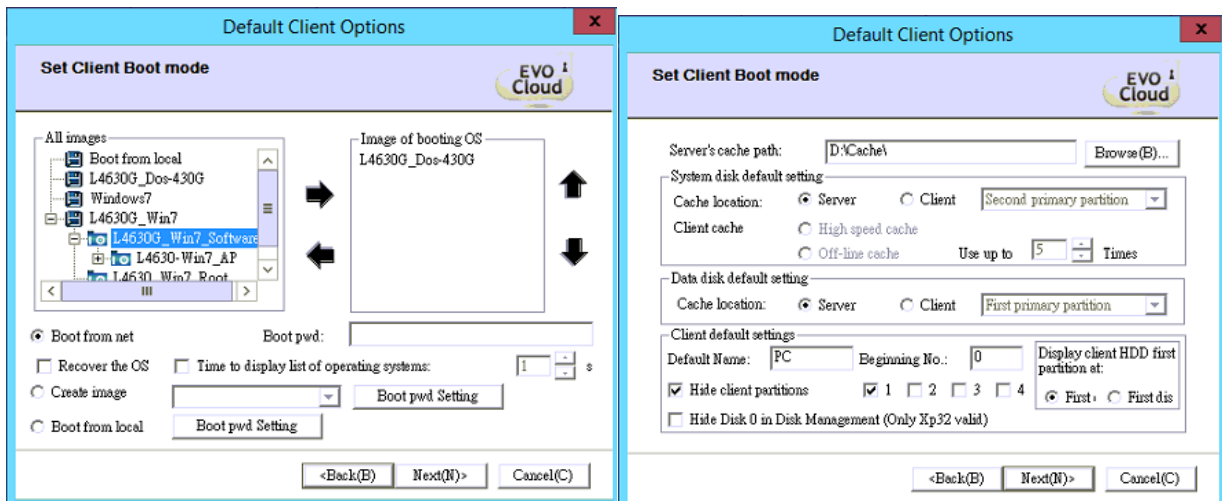 Default Client Options
x
Set Client Boot mode
EVO
Cloud
All images
Boot from local
L4630G_Dos-430G
Windows7
L4630G_Win7
L4630G_Win7_Software
L4630-Win7_AP
L4630_Win7_Root
Image of booting OS
L4630G_Dos-430G
Boot from net
Boot pwd:
Recover the OS
Time to display list of operating systems:
1
s
Create image
Boot pwd Setting
Boot from local
Boot pwd Setting
<Back(B)
Next(N)>
Cancel(C)
Default Client Options
x
Set Client Boot mode
EVO
Cloud
Server's cache path:
D:\Cache\
Browse(B)...
System disk default setting
Cache location:
Server
Client
Second primary partition
Client cache
High speed cache
Off-line cache
Use up to
5
Times
Data disk default setting
Cache location:
Server
Client
First primary partition
Client default settings
Default Name:
PC
Beginning No.:
0
Display client HDD first
partition at:
Hide client partitions
1
2
3
4
First
First dis
Hide Disk 0 in Disk Management (Only Xp32 valid)
<Back(B)
Next(N)>
Cancel(C)